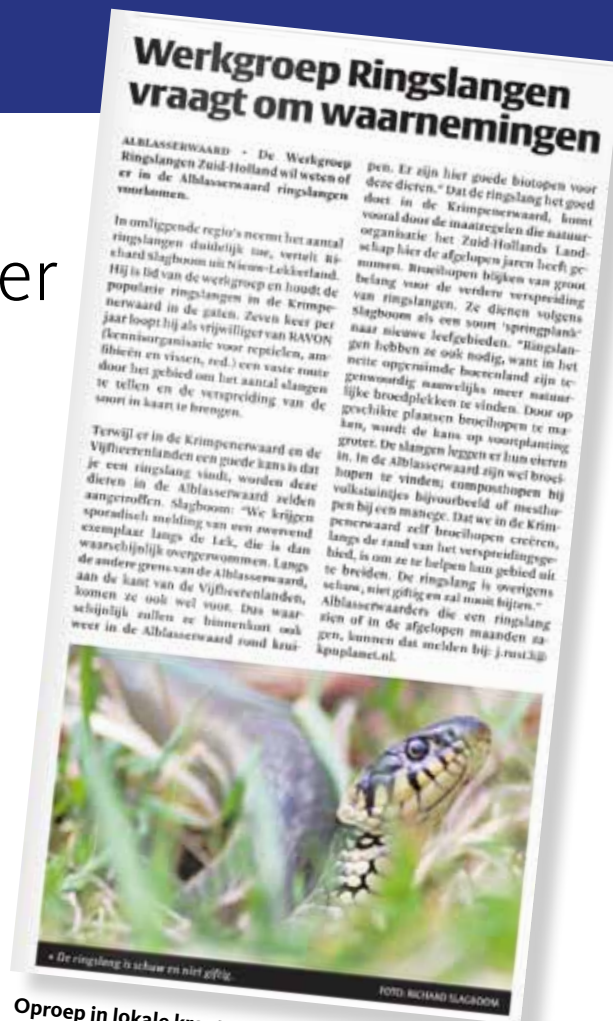 er
Werkgroep Ringslangen
vraagt om waarnemingen
ALBLASSERWAARD - De Werkgroep
Ringslangen Zuid-Holland wil weten of
er in de Alblasserwaard ringslangen
voorkomen.
In omliggende regio's neemt het aantal
ringslangen duidelijk toe, vertelt Ri-
chard Slagboom uit Nieuw-Lekkerland.
Hij is lid van de werkgroep en houdt de
populatie ringslangen in de Krimpe-
nerwaard in de gaten. Zeven keer per
jaar loopt hij als vrijwilliger van RAVON
(kennisorganisatie voor reptielen, am-
fibieën en vissen, red.) een vaste route
door het gebied om het aantal slangen
te tellen en de verspreiding van de
soort in kaart te brengen.
Terwijl er in de Krimpenerwaard en de
Vijfheerenlanden een goede kans is dat
je een ringslang vindt, worden deze
dieren in de Alblasserwaard zelden
aangetroffen. Slagboom: "We krijgen
sporadisch melding van een zwervend
exemplaar langs de Lek, die is dan
waarschijnlijk overgezwommen. Langs
de andere grens van de Alblasserwaard,
aan de kant van de Vijfheerenlanden,
komen ze ook wel voor. Dus waar-
schijnlijk zullen ze binnenkort ook
weer in de Alblasserwaard rond krui-
pen. Er zijn hier goede biotopen voor
deze dieren." Dat de ringslang het goed
doet in de Krimpenerwaard, komt
vooral door de maatregelen die natuur-
organisatie het Zuid-Hollands Land-
schap hier de afgelopen jaren heeft ge-
nomen. Broeihopen blijken van groot
belang voor de verdere verspreiding
van ringslangen. Ze dienen volgens
Slagboom als een soort 'springplank'
naar nieuwe leefgebieden. "Ringslan-
gen hebben ze ook nodig, want in het
nette opgeruimde boerenland zijn te-
genwoordig nauwelijks meer natuur-
lijke broedplekken te vinden. Door op
geschikte plaatsen broeihopen te ma-
ken, wordt de kans op voortplanting
groter. De slangen leggen er hun eieren
in. In de Alblasserwaard zijn wel broei-
hopen te vinden; composthopen bij
volkstuintjes bijvoorbeeld of mestho-
pen bij een manege. Dat we in de Krim-
penerwaard zelf broeihopen creëren,
langs de rand van het verspreidingsge-
bied, is om ze te helpen hun gebied uit
te breiden. De ringslang is overigens
schuw, niet giftig en zal nooit bijten."
Alblasserwaarders die een ringslang
zien of in de afgelopen maanden za-
gen, kunnen dat melden bij: j.rust3@
kpnplanet.nl.
De ringslang is schuw en niet giftig.
FOTO: RICHARD SLAGBOOM
Oproep in lokale